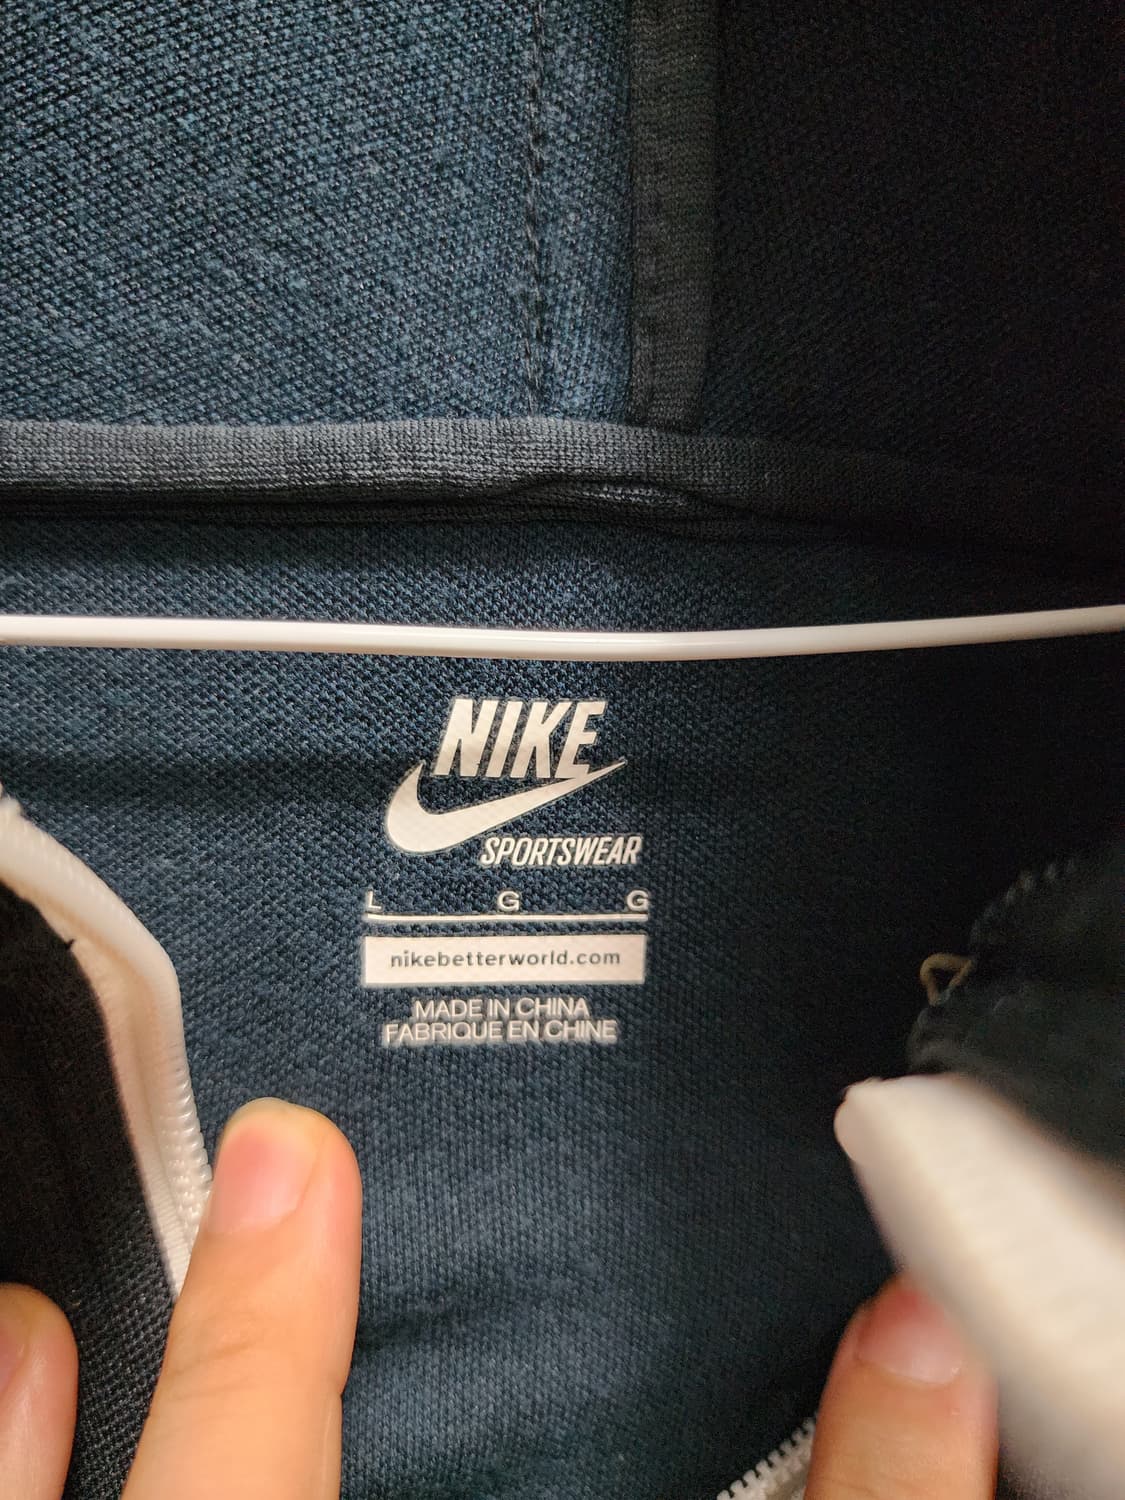 NIKE
SPORTSWEAR
L G G
nikebetterworld.com
MADE IN CHINA
FABRIQUE EN CHINE